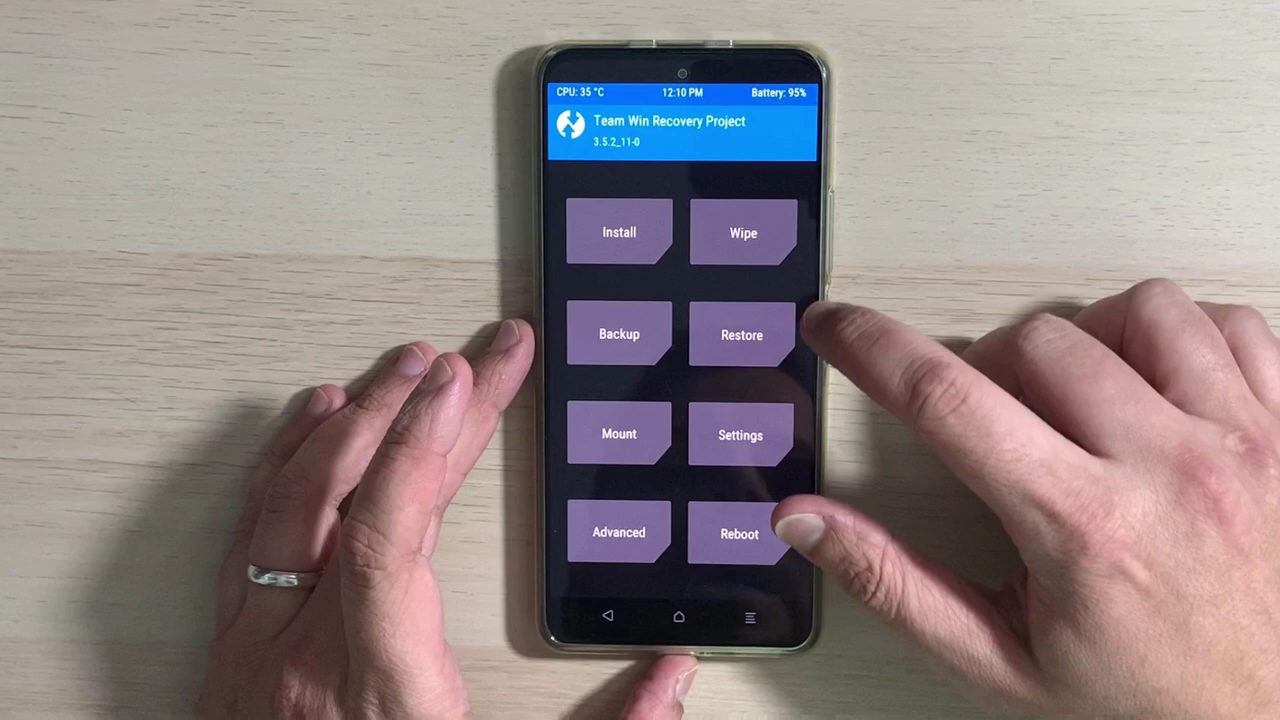 CPU: 35 °C 12:10 PM Battery: 95%
Team Win Recovery Project
3.5.2_11-0
Install Wipe
Backup Restore
Mount Settings
Advanced Reboot